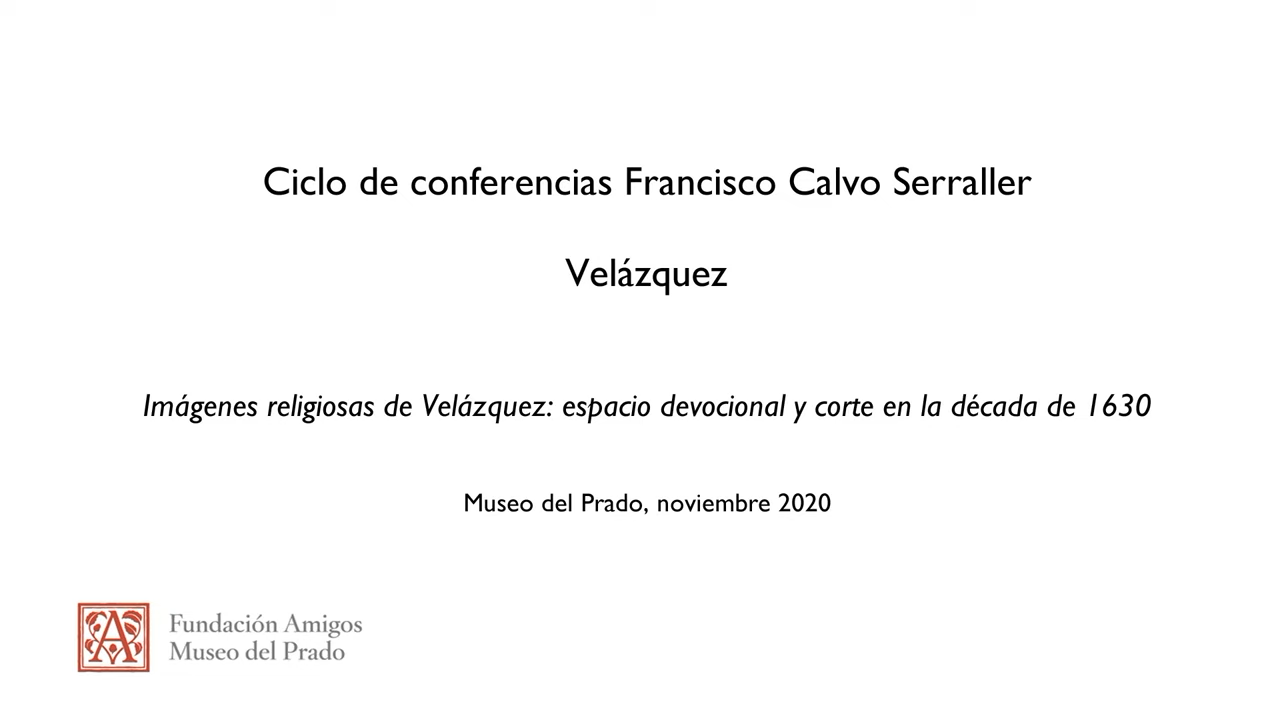 Ciclo de conferencias Francisco Calvo Serraller
Velázquez
Imágenes religiosas de Velázquez: espacio devocional y corte en la década de 1630
Museo del Prado, noviembre 2020
A
Fundación Amigos
Museo del Prado